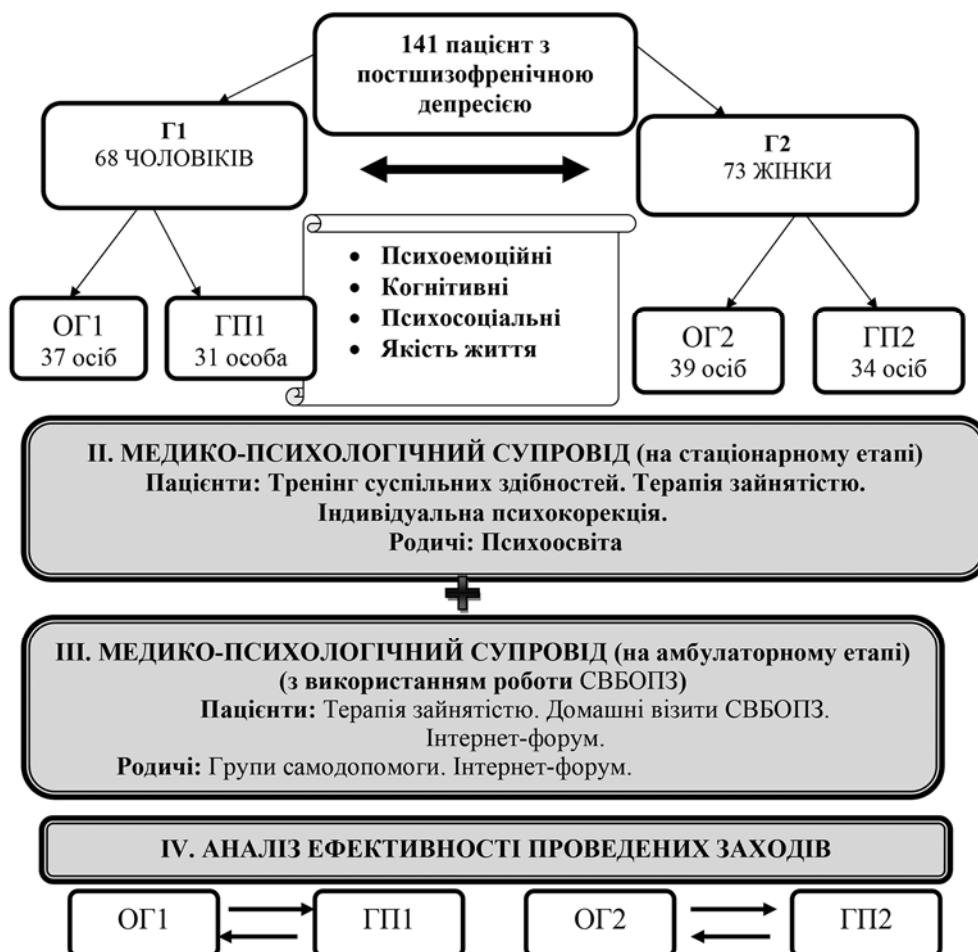 141 пацієнт з
постшизофренічною
депресією
Г1
68 ЧОЛОВІКІВ
Г2
73 ЖІНКИ
• Психоемоційні
• Когнітивні
• Психосоціальні
• Якість життя
ОГ1
37 осіб
ГП1
31 особа
ОГ2
39 осіб
ГП2
34 осіб
ІІ. МЕДИКО-ПСИХОЛОГІЧНИЙ СУПРОВІД (на стаціонарному етапі)
Пацієнти: Тренінг суспільних здібностей. Терапія зайнятістю.
Індивідуальна психокорекція.
Родичі: Психоосвіта
ІІІ. МЕДИКО-ПСИХОЛОГІЧНИЙ СУПРОВІД (на амбулаторному етапі)
(з використанням роботи СВБОПЗ)
Пацієнти: Терапія зайнятістю. Домашні візити СВБОПЗ.
Інтернет-форум.
Родичі: Групи самодопомоги. Інтернет-форум.
IV. АНАЛІЗ ЕФЕКТИВНОСТІ ПРОВЕДЕНИХ ЗАХОДІВ
ОГ1
ГП1
ОГ2
ГП2